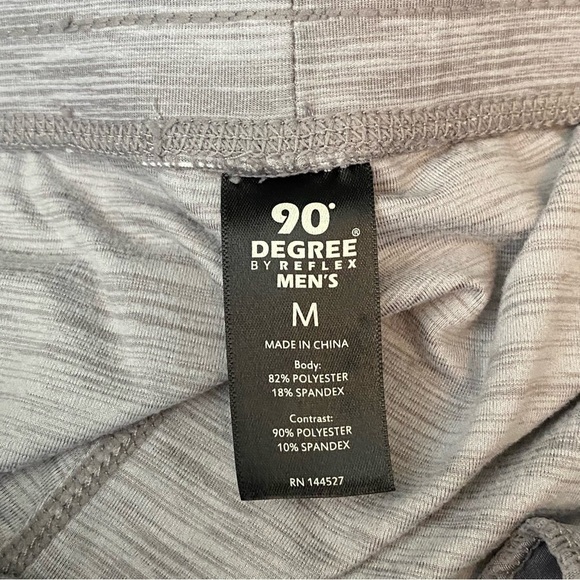 90°
DEGREE®
BY REFLEX
MEN'S
M
MADE IN CHINA
Body:
82% POLYESTER
18% SPANDEX
Contrast:
90% POLYESTER
10% SPANDEX
RN 144527